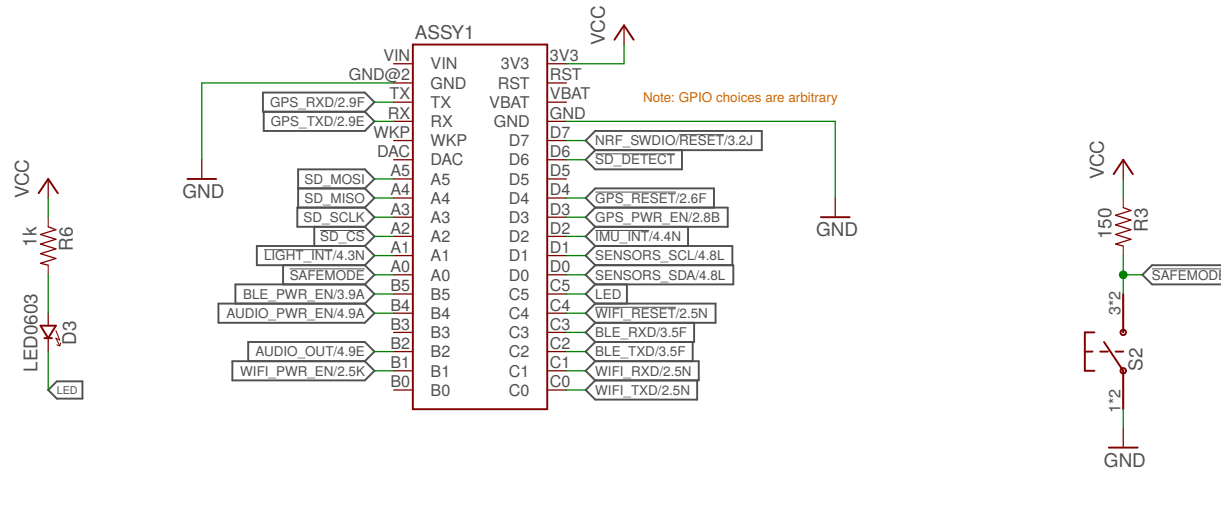 ASSY1
VCC
VIN VIN 3V3 3V3
GND@2 GND RST RST
GPS_RXD/2.9F TX TX VBAT VBAT
Note: GPIO choices are arbitrary
GPS_TXD/2.9E RX RX GND GND
WKP WKP D7 D7 NRF_SWDIO/RESET/3.2J
DAC DAC D6 D6 SD_DETECT
SD_MOSI A5 A5 D5 D5
SD_MISO A4 A4 D4 D4 GPS_RESET/2.6F
SD_SCLK A3 A3 D3 D3 GPS_PWR_EN/2.8B
SD_CS A2 A2 D2 D2 IMU_INT/4.4N
LIGHT_INT/4.3N A1 A1 D1 D1 SENSORS_SCL/4.8L
SAFEMODE A0 A0 D0 D0 SENSORS_SDA/4.8L
BLE_PWR_EN/3.9A B5 B5 C5 C5 LED
AUDIO_PWR_EN/4.9A B4 B4 C4 C4 WIFI_RESET/2.5N
B3 B3 C3 C3 BLE_RXD/3.5F
AUDIO_OUT/4.9E B2 B2 C2 C2 BLE_TXD/3.5F
WIFI_PWR_EN/2.5K B1 B1 C1 C1 WIFI_RXD/2.5N
B0 B0 C0 C0 WIFI_TXD/2.5N
GND
GND
VCC
1k
R6
LED0603
D3
LED
VCC
150
R3
SAFEMODE
3*2
S2
1*2
GND